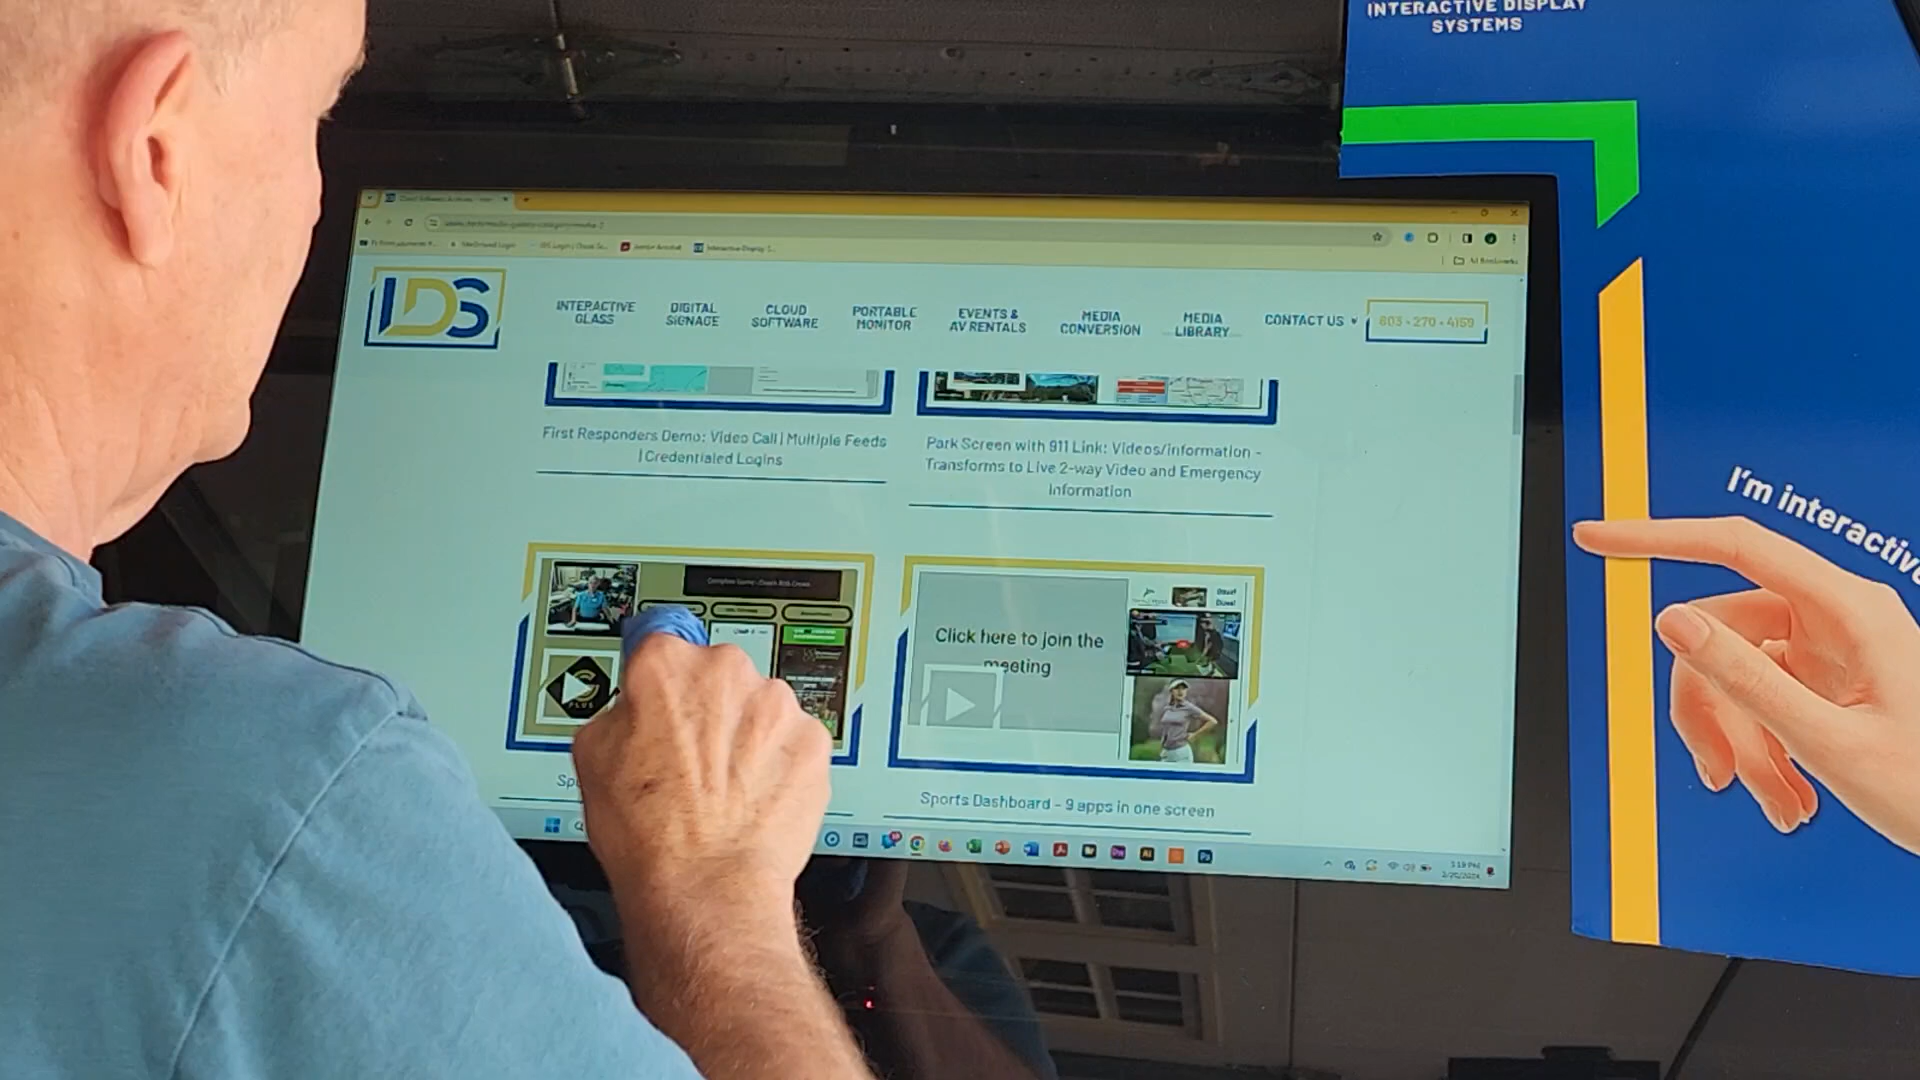 INTERACTIVE DISPLAY
SYSTEMS
I'm interactive
IDS
INTERACTIVE
GLASS
DIGITAL
SIGNAGE
CLOUD
SOFTWARE
PORTABLE
MONITOR
EVENTS &
AV RENTALS
MEDIA
CONVERSION
MEDIA
LIBRARY
CONTACT US
803-270-4159
First Responders Demo: Video Call | Multiple Feeds
| Credentialed Logins
Park Screen with 911 Link: Videos/information -
Transforms to Live 2-way Video and Emergency
Information
PLUS
Click here to join the
meeting
Sports Dashboard - 9 apps in one screen
All Bookmarks